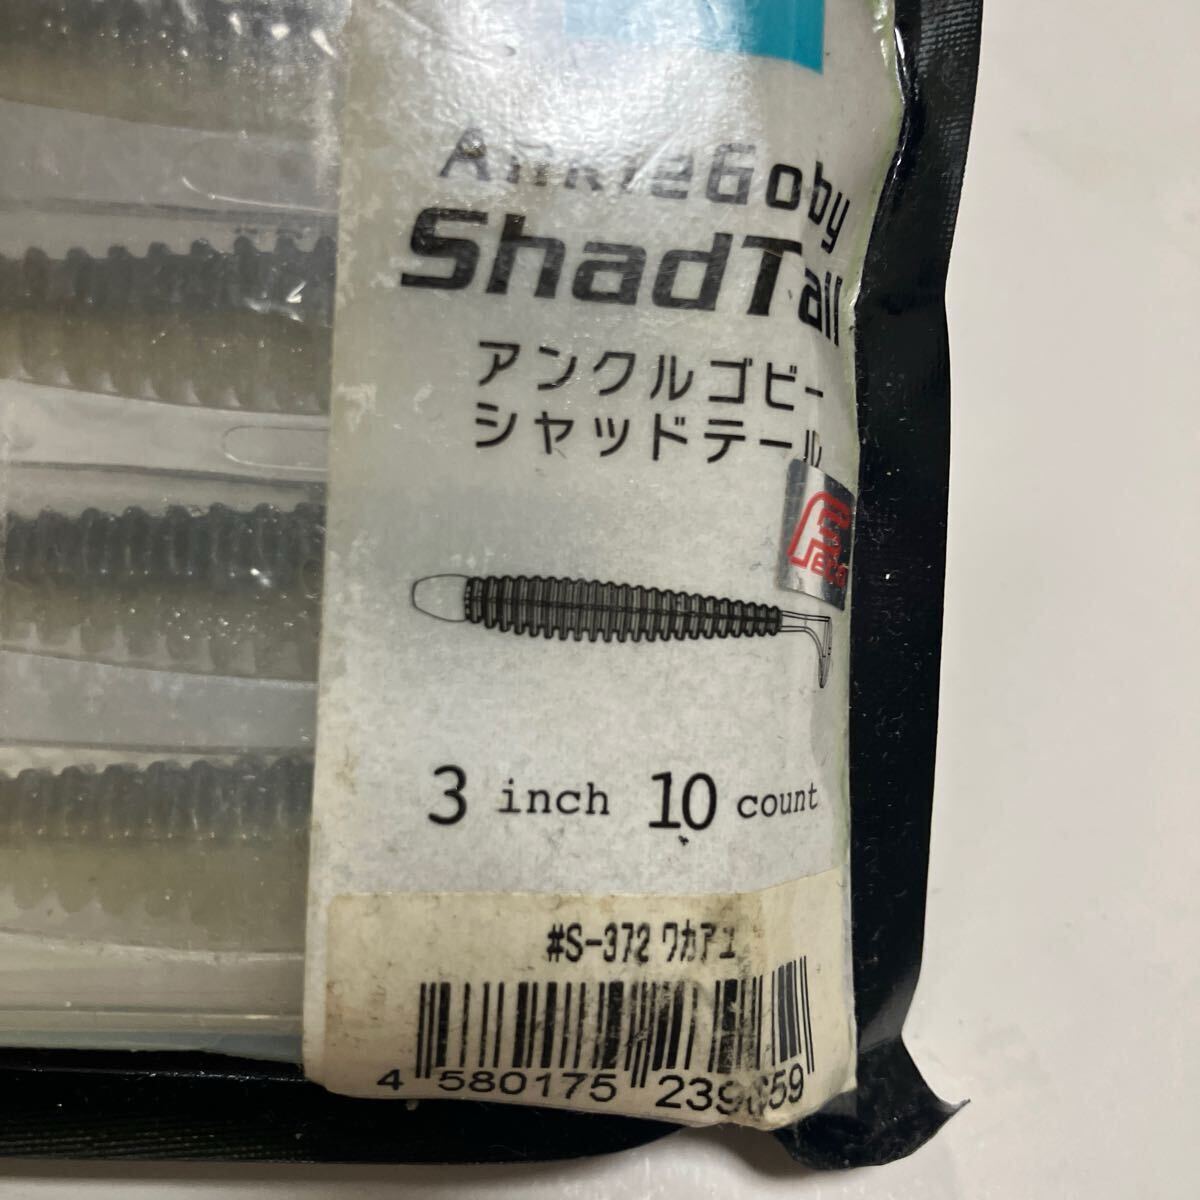 AnkleGoby
ShadTail
アンクルゴビー
シャッドテール
Feco
3 inch 10 count
#S-372 ワカアユ
4 580175